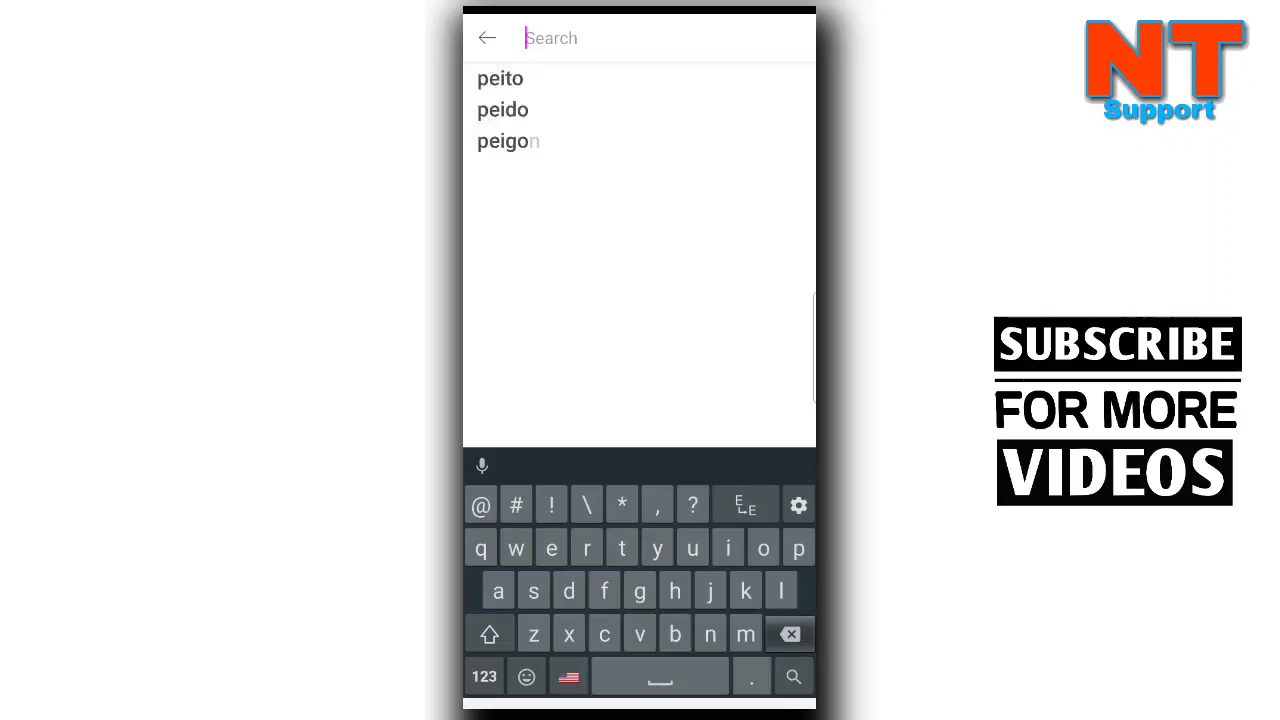 Search
peito
peido
peigon
@ # ! \ * , ? E E
q w e r t y u i o p
a s d f g h j k l
z x c v b n m
123 .
NT
Support
SUBSCRIBE
FOR MORE
VIDEOS